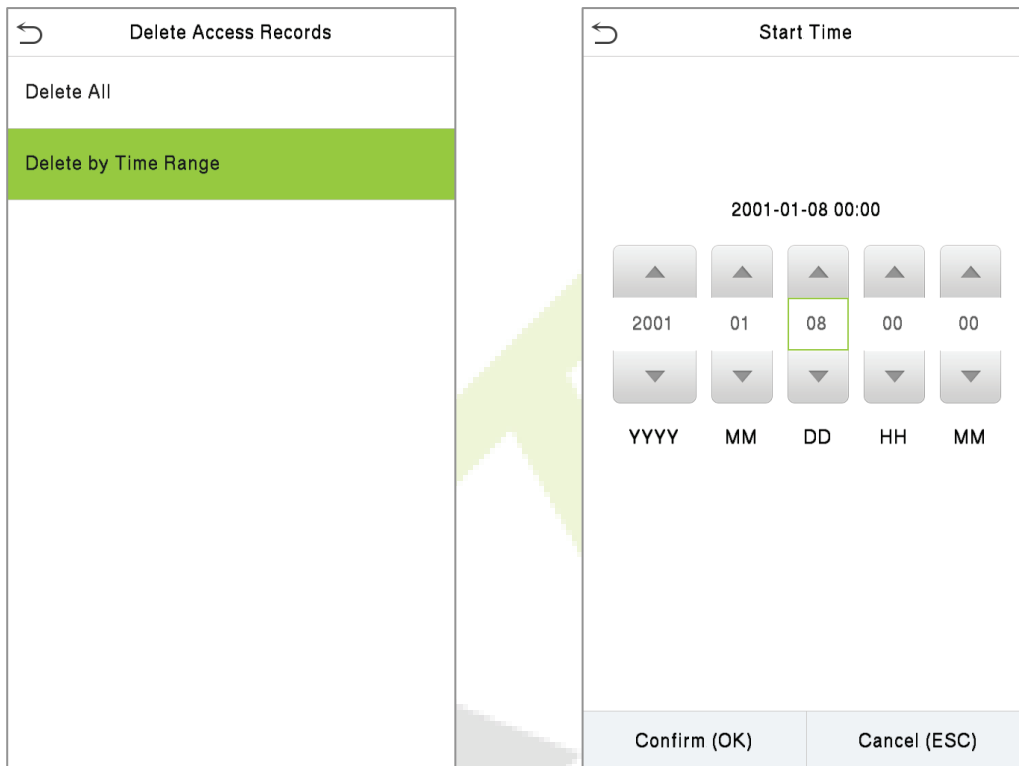 Delete Access Records
Delete All
Delete by Time Range
Start Time
2001-01-08 00:00
2001 01 08 00 00
YYYY MM DD HH MM
Confirm (OK) Cancel (ESC)